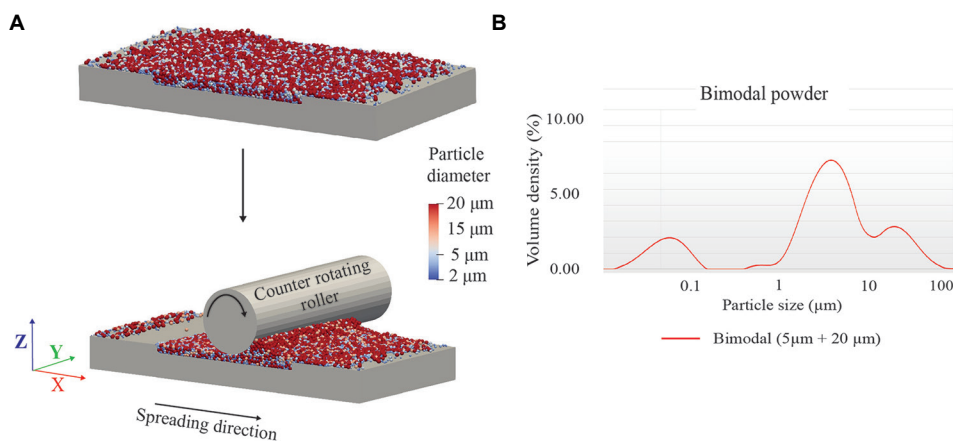 A
Particle
diameter
20 μm
15 μm
5 μm
2 μm
Counter rotating
roller
Z
Y
X
Spreading direction
B
Bimodal powder
Volume density (%)
10.00
5.00
0.00
0.1
1
10
100
Particle size (μm)
Bimodal (5μm + 20 μm)